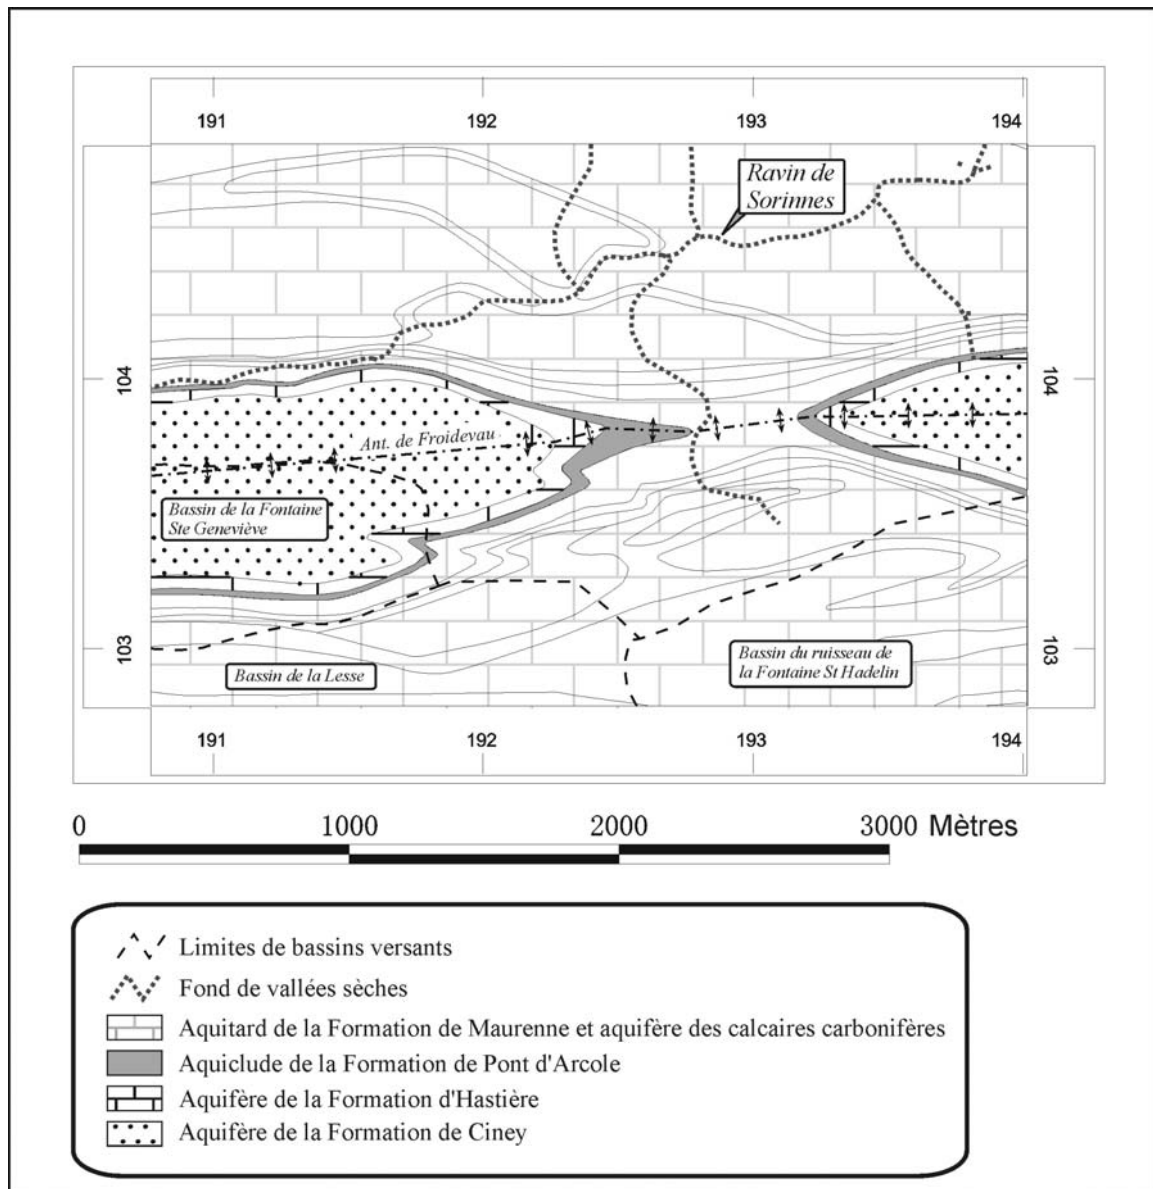 191 192 193 194
Ravin de
Sorinnes
104 104
Ant. de Froidevau
Bassin de la Fontaine
Ste Geneviève
103 103
Bassin du ruisseau de
la Fontaine St Hadelin
Bassin de la Lesse
191 192 193 194
0 1000 2000 3000 Mètres
Limites de bassins versants
Fond de vallées sèches
Aquitard de la Formation de Maurenne et aquifère des calcaires carbonifères
Aquiclude de la Formation de Pont d'Arcole
Aquifère de la Formation d'Hastière
Aquifère de la Formation de Ciney